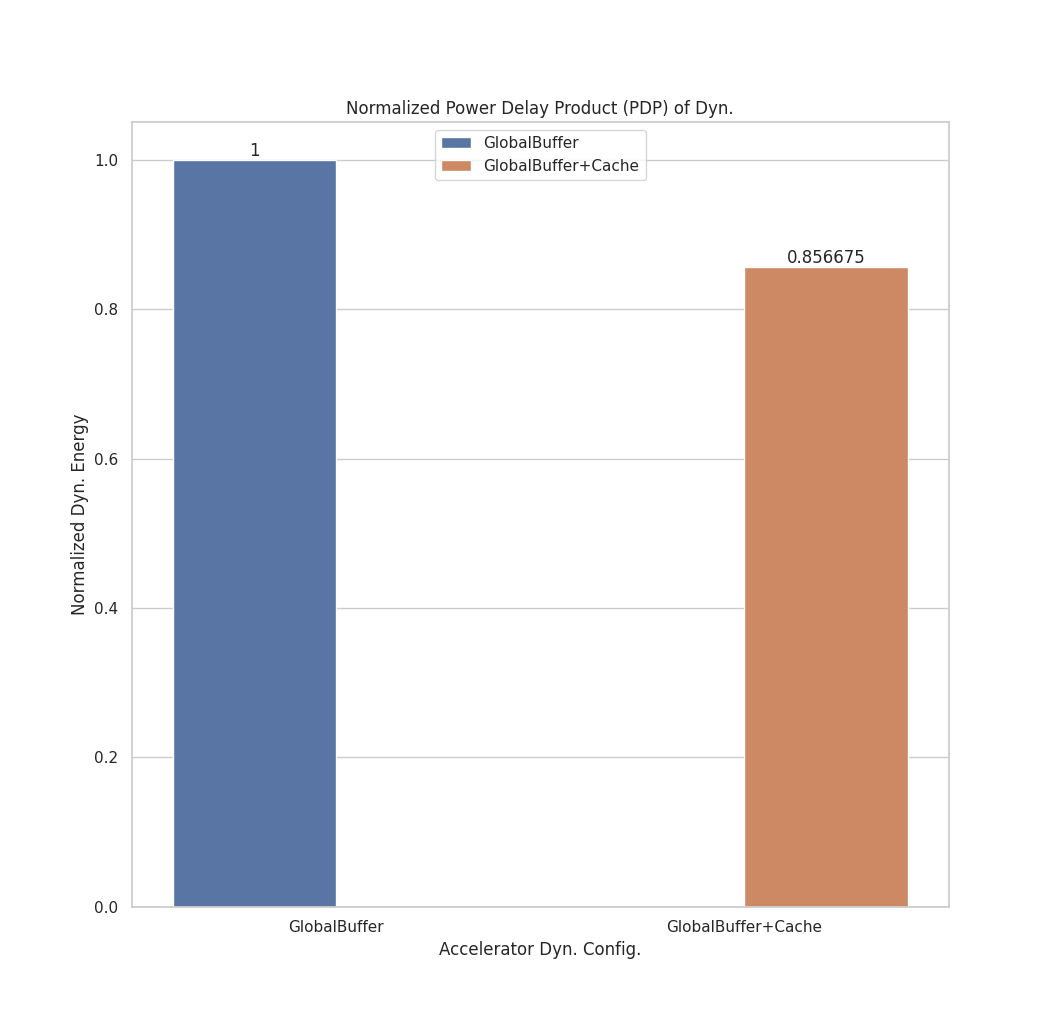 Normalized Power Delay Product (PDP) of Dyn.
GlobalBuffer
GlobalBuffer+Cache
1
0.856675
1.0
0.8
0.6
0.4
0.2
0.0
Normalized Dyn. Energy
GlobalBuffer
GlobalBuffer+Cache
Accelerator Dyn. Config.